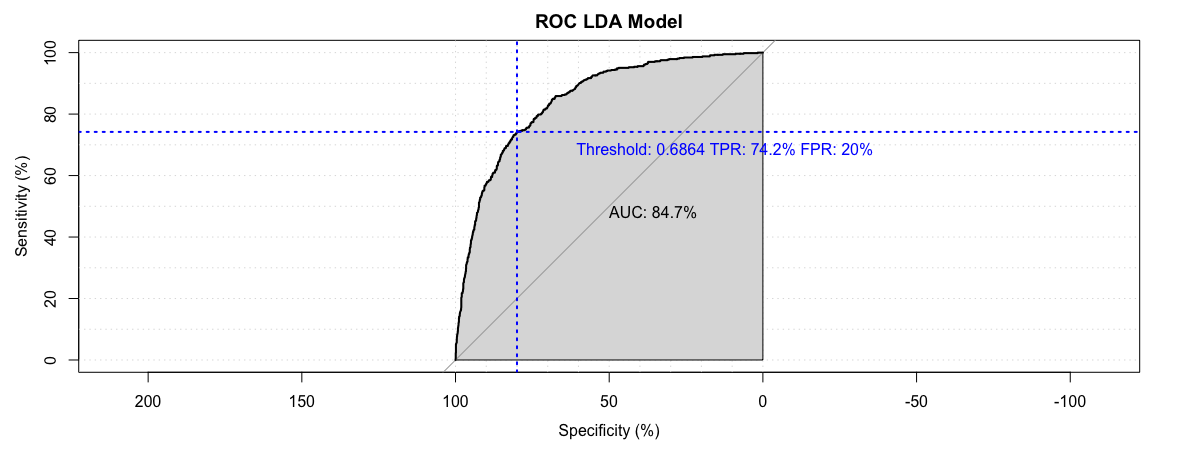 ROC LDA Model
Sensitivity (%)
100
80
60
40
20
0
Threshold: 0.6864 TPR: 74.2% FPR: 20%
AUC: 84.7%
200 150 100 50 0 -50 -100
Specificity (%)